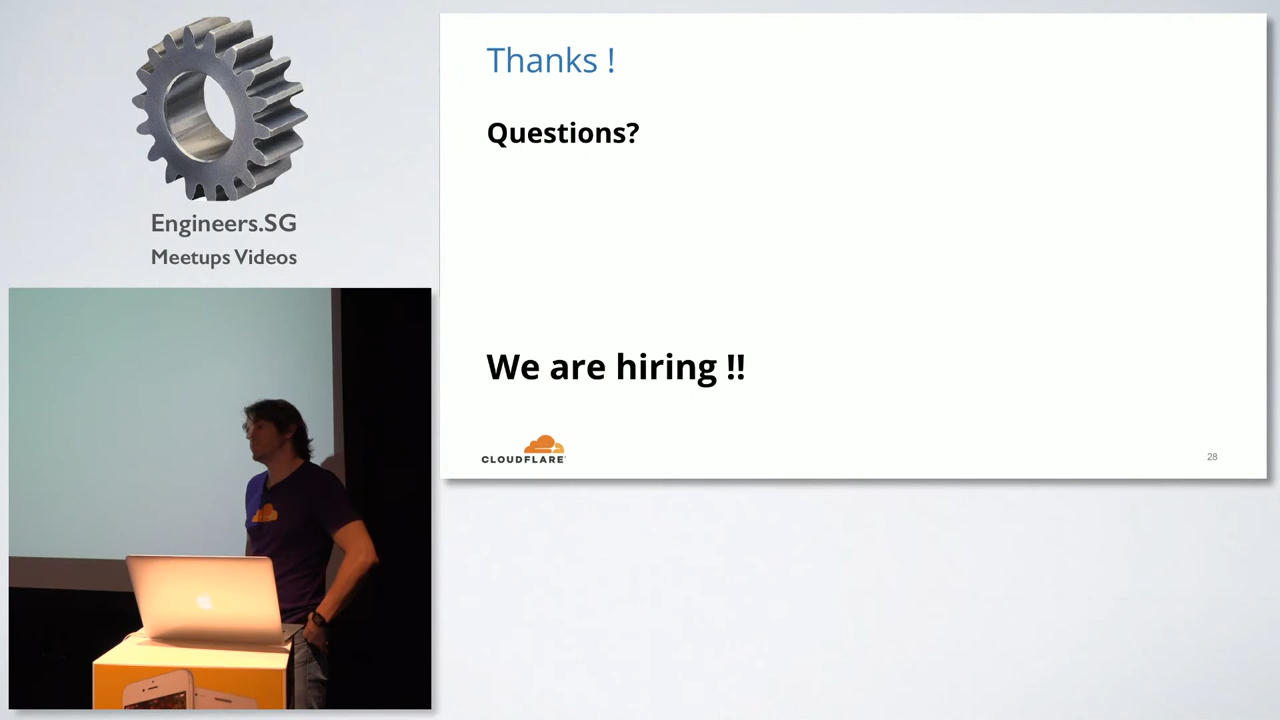 Engineers.SG
Meetups Videos
Thanks !
Questions?
We are hiring !!
CLOUDFLARE
28